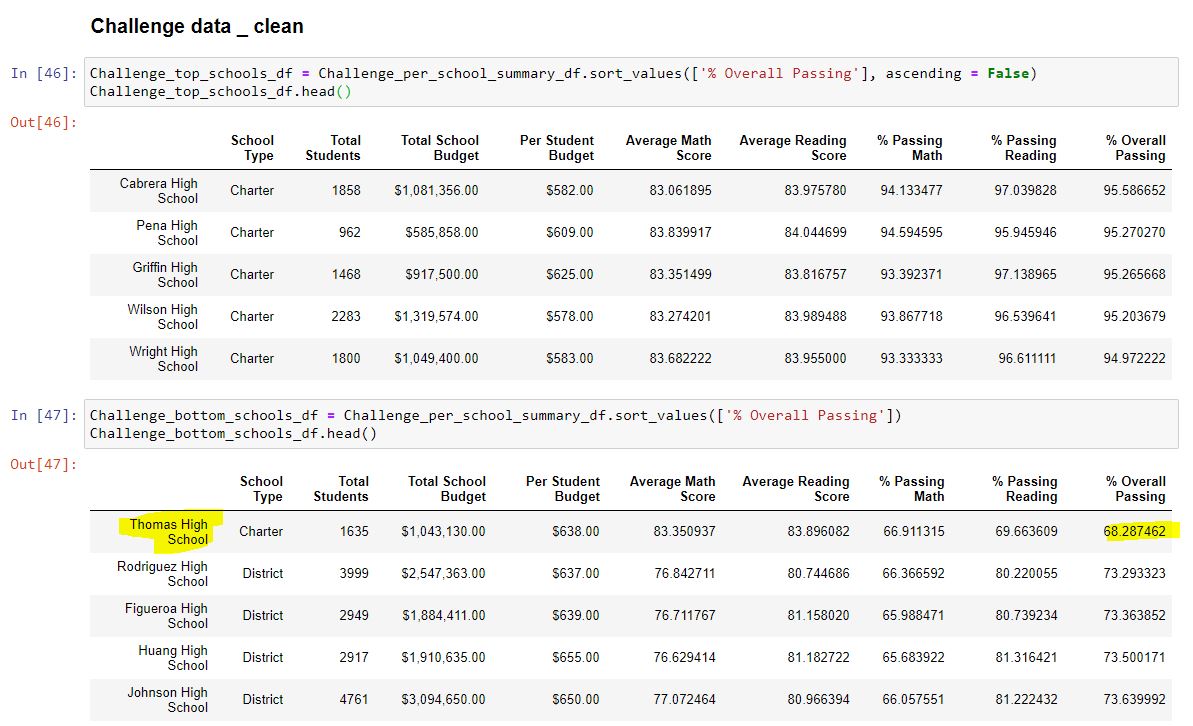 Challenge data _ clean
In [46]: Challenge_top_schools_df = Challenge_per_school_summary_df.sort_values(['% Overall Passing'], ascending = False)
Challenge_top_schools_df.head()
Out[46]:
School Type Total Students Total School Budget Per Student Budget Average Math Score Average Reading Score % Passing Math % Passing Reading % Overall Passing
Cabrera High School Charter 1858 $1,081,356.00 $582.00 83.061895 83.975780 94.133477 97.039828 95.586652
Pena High School Charter 962 $585,858.00 $609.00 83.839917 84.044699 94.594595 95.945946 95.270270
Griffin High School Charter 1468 $917,500.00 $625.00 83.351499 83.816757 93.392371 97.138965 95.265668
Wilson High School Charter 2283 $1,319,574.00 $578.00 83.274201 83.989488 93.867718 96.539641 95.203679
Wright High School Charter 1800 $1,049,400.00 $583.00 83.682222 83.955000 93.333333 96.611111 94.972222
In [47]: Challenge_bottom_schools_df = Challenge_per_school_summary_df.sort_values(['% Overall Passing'])
Challenge_bottom_schools_df.head()
Out[47]:
School Type Total Students Total School Budget Per Student Budget Average Math Score Average Reading Score % Passing Math % Passing Reading % Overall Passing
Thomas High School Charter 1635 $1,043,130.00 $638.00 83.350937 83.896082 66.911315 69.663609 68.287462
Rodriguez High School District 3999 $2,547,363.00 $637.00 76.842711 80.744686 66.366592 80.220055 73.293323
Figueroa High School District 2949 $1,884,411.00 $639.00 76.711767 81.158020 65.988471 80.739234 73.363852
Huang High School District 2917 $1,910,635.00 $655.00 76.629414 81.182722 65.683922 81.316421 73.500171
Johnson High School District 4761 $3,094,650.00 $650.00 77.072464 80.966394 66.057551 81.222432 73.639992